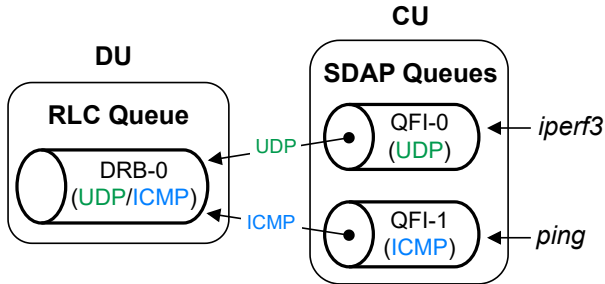 CU
DU
SDAP Queues
RLC Queue
QFI-0
(UDP)
iperf3
UDP
DRB-0
(UDP/ICMP)
ICMP
QFI-1
(ICMP)
ping